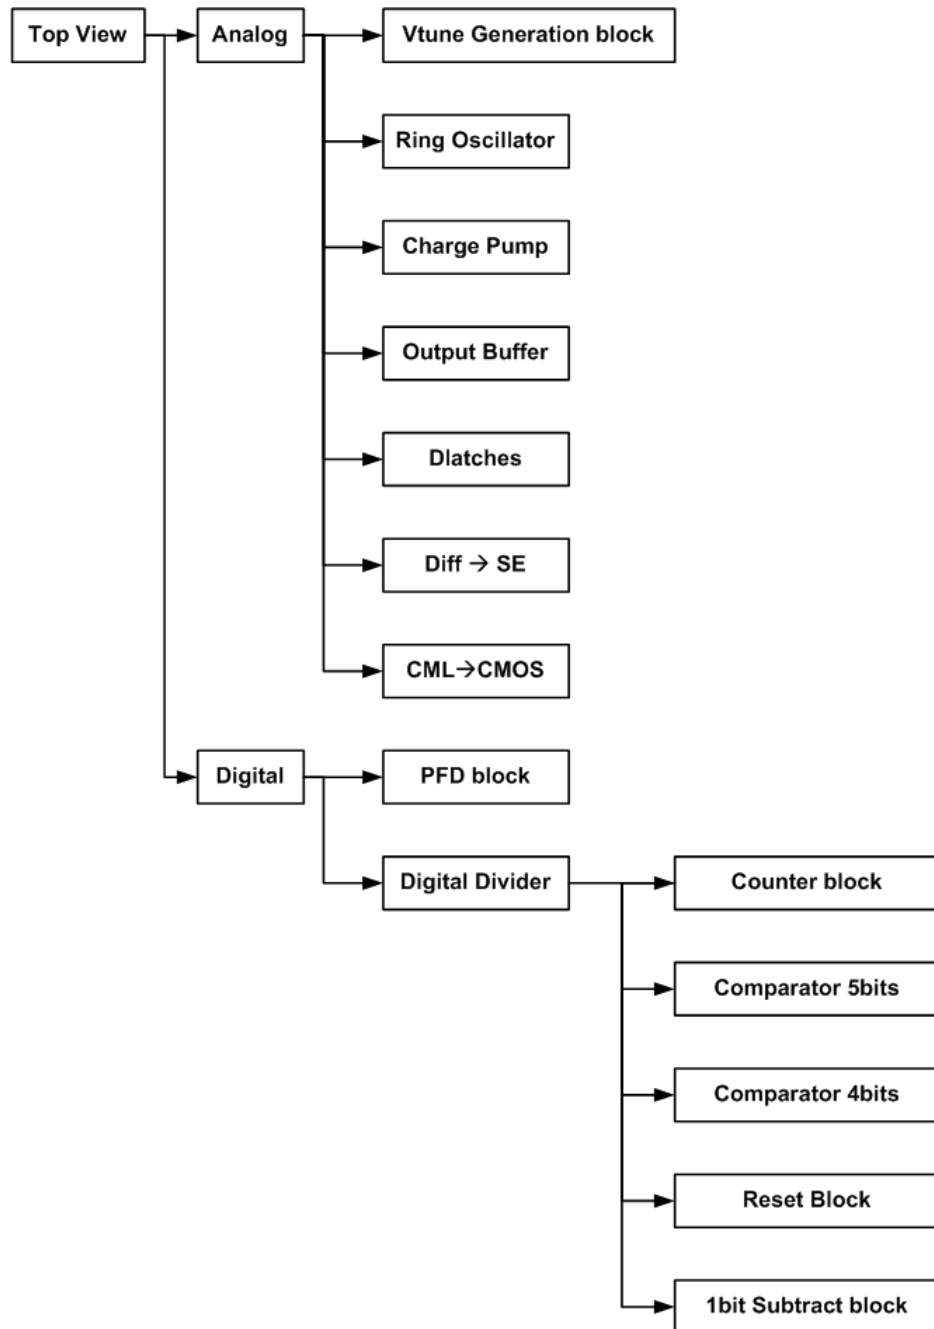 Top View
Analog
Vtune Generation block
Ring Oscillator
Charge Pump
Output Buffer
Dlatches
Diff → SE
CML→CMOS
Digital
PFD block
Digital Divider
Counter block
Comparator 5bits
Comparator 4bits
Reset Block
1bit Subtract block